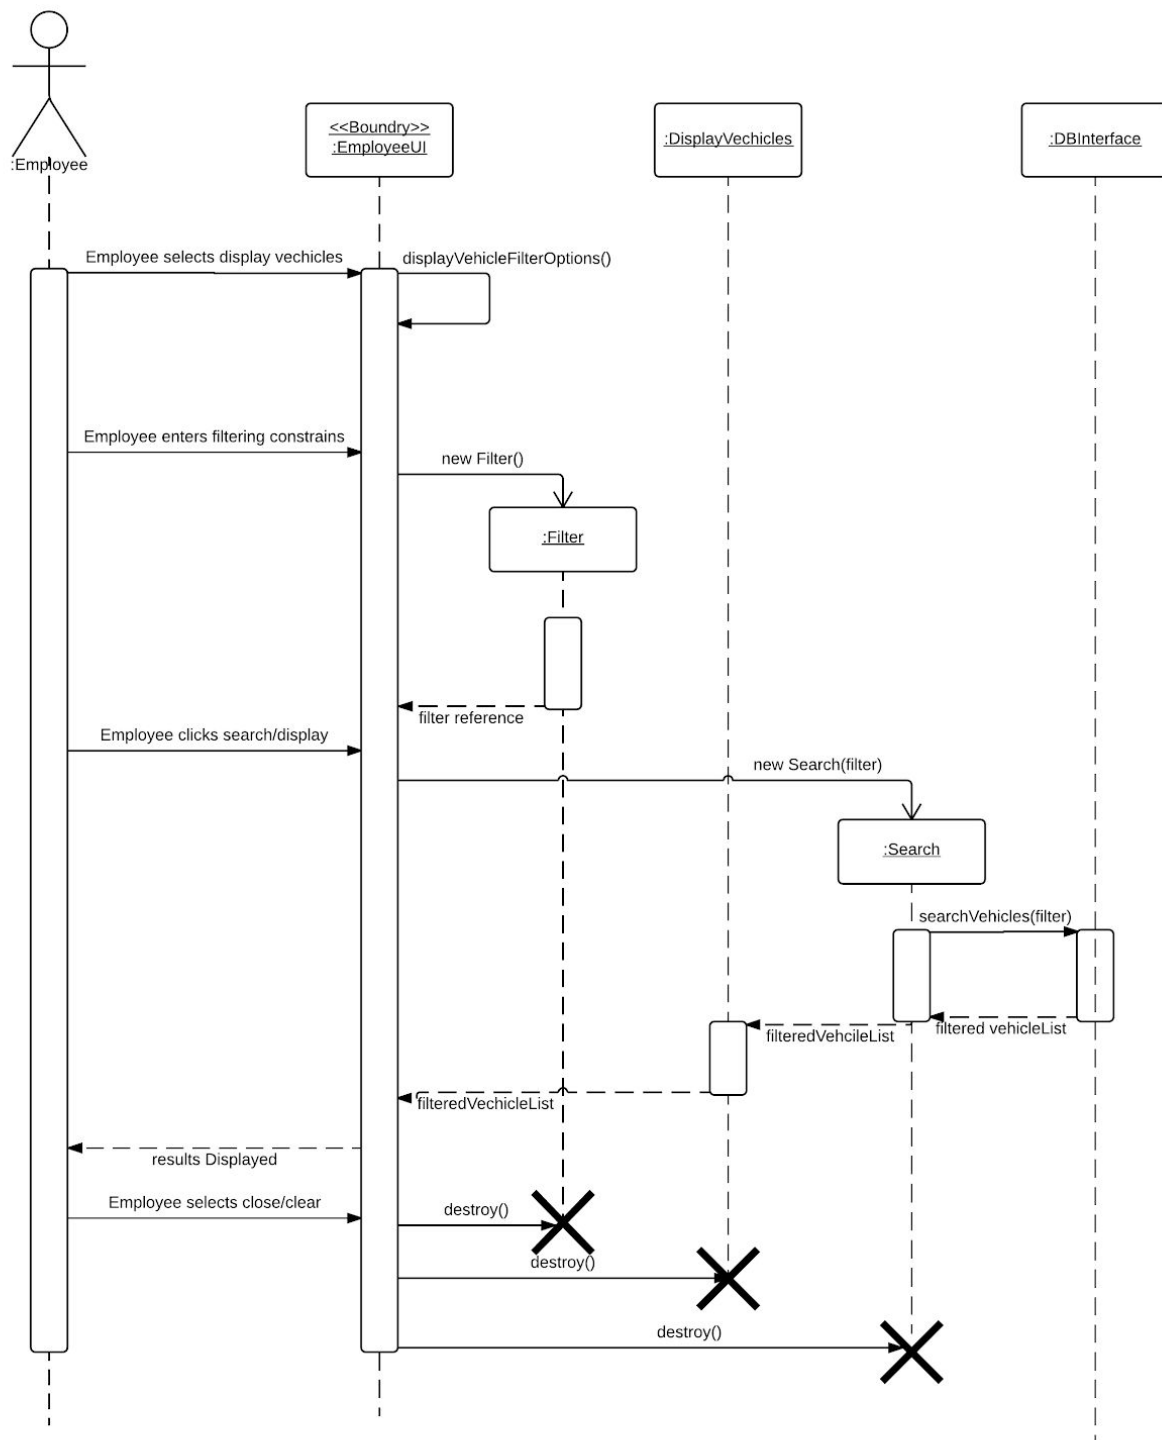 :Employee
<<Boundry>>
:EmployeeUI
:DisplayVechicles
:DBInterface
Employee selects display vechicles
displayVehicleFilterOptions()
Employee enters filtering constrains
new Filter()
:Filter
filter reference
Employee clicks search/display
new Search(filter)
:Search
searchVehicles(filter)
filtered vehicleList
filteredVehcileList
filteredVechicleList
results Displayed
Employee selects close/clear
destroy()
destroy()
destroy()